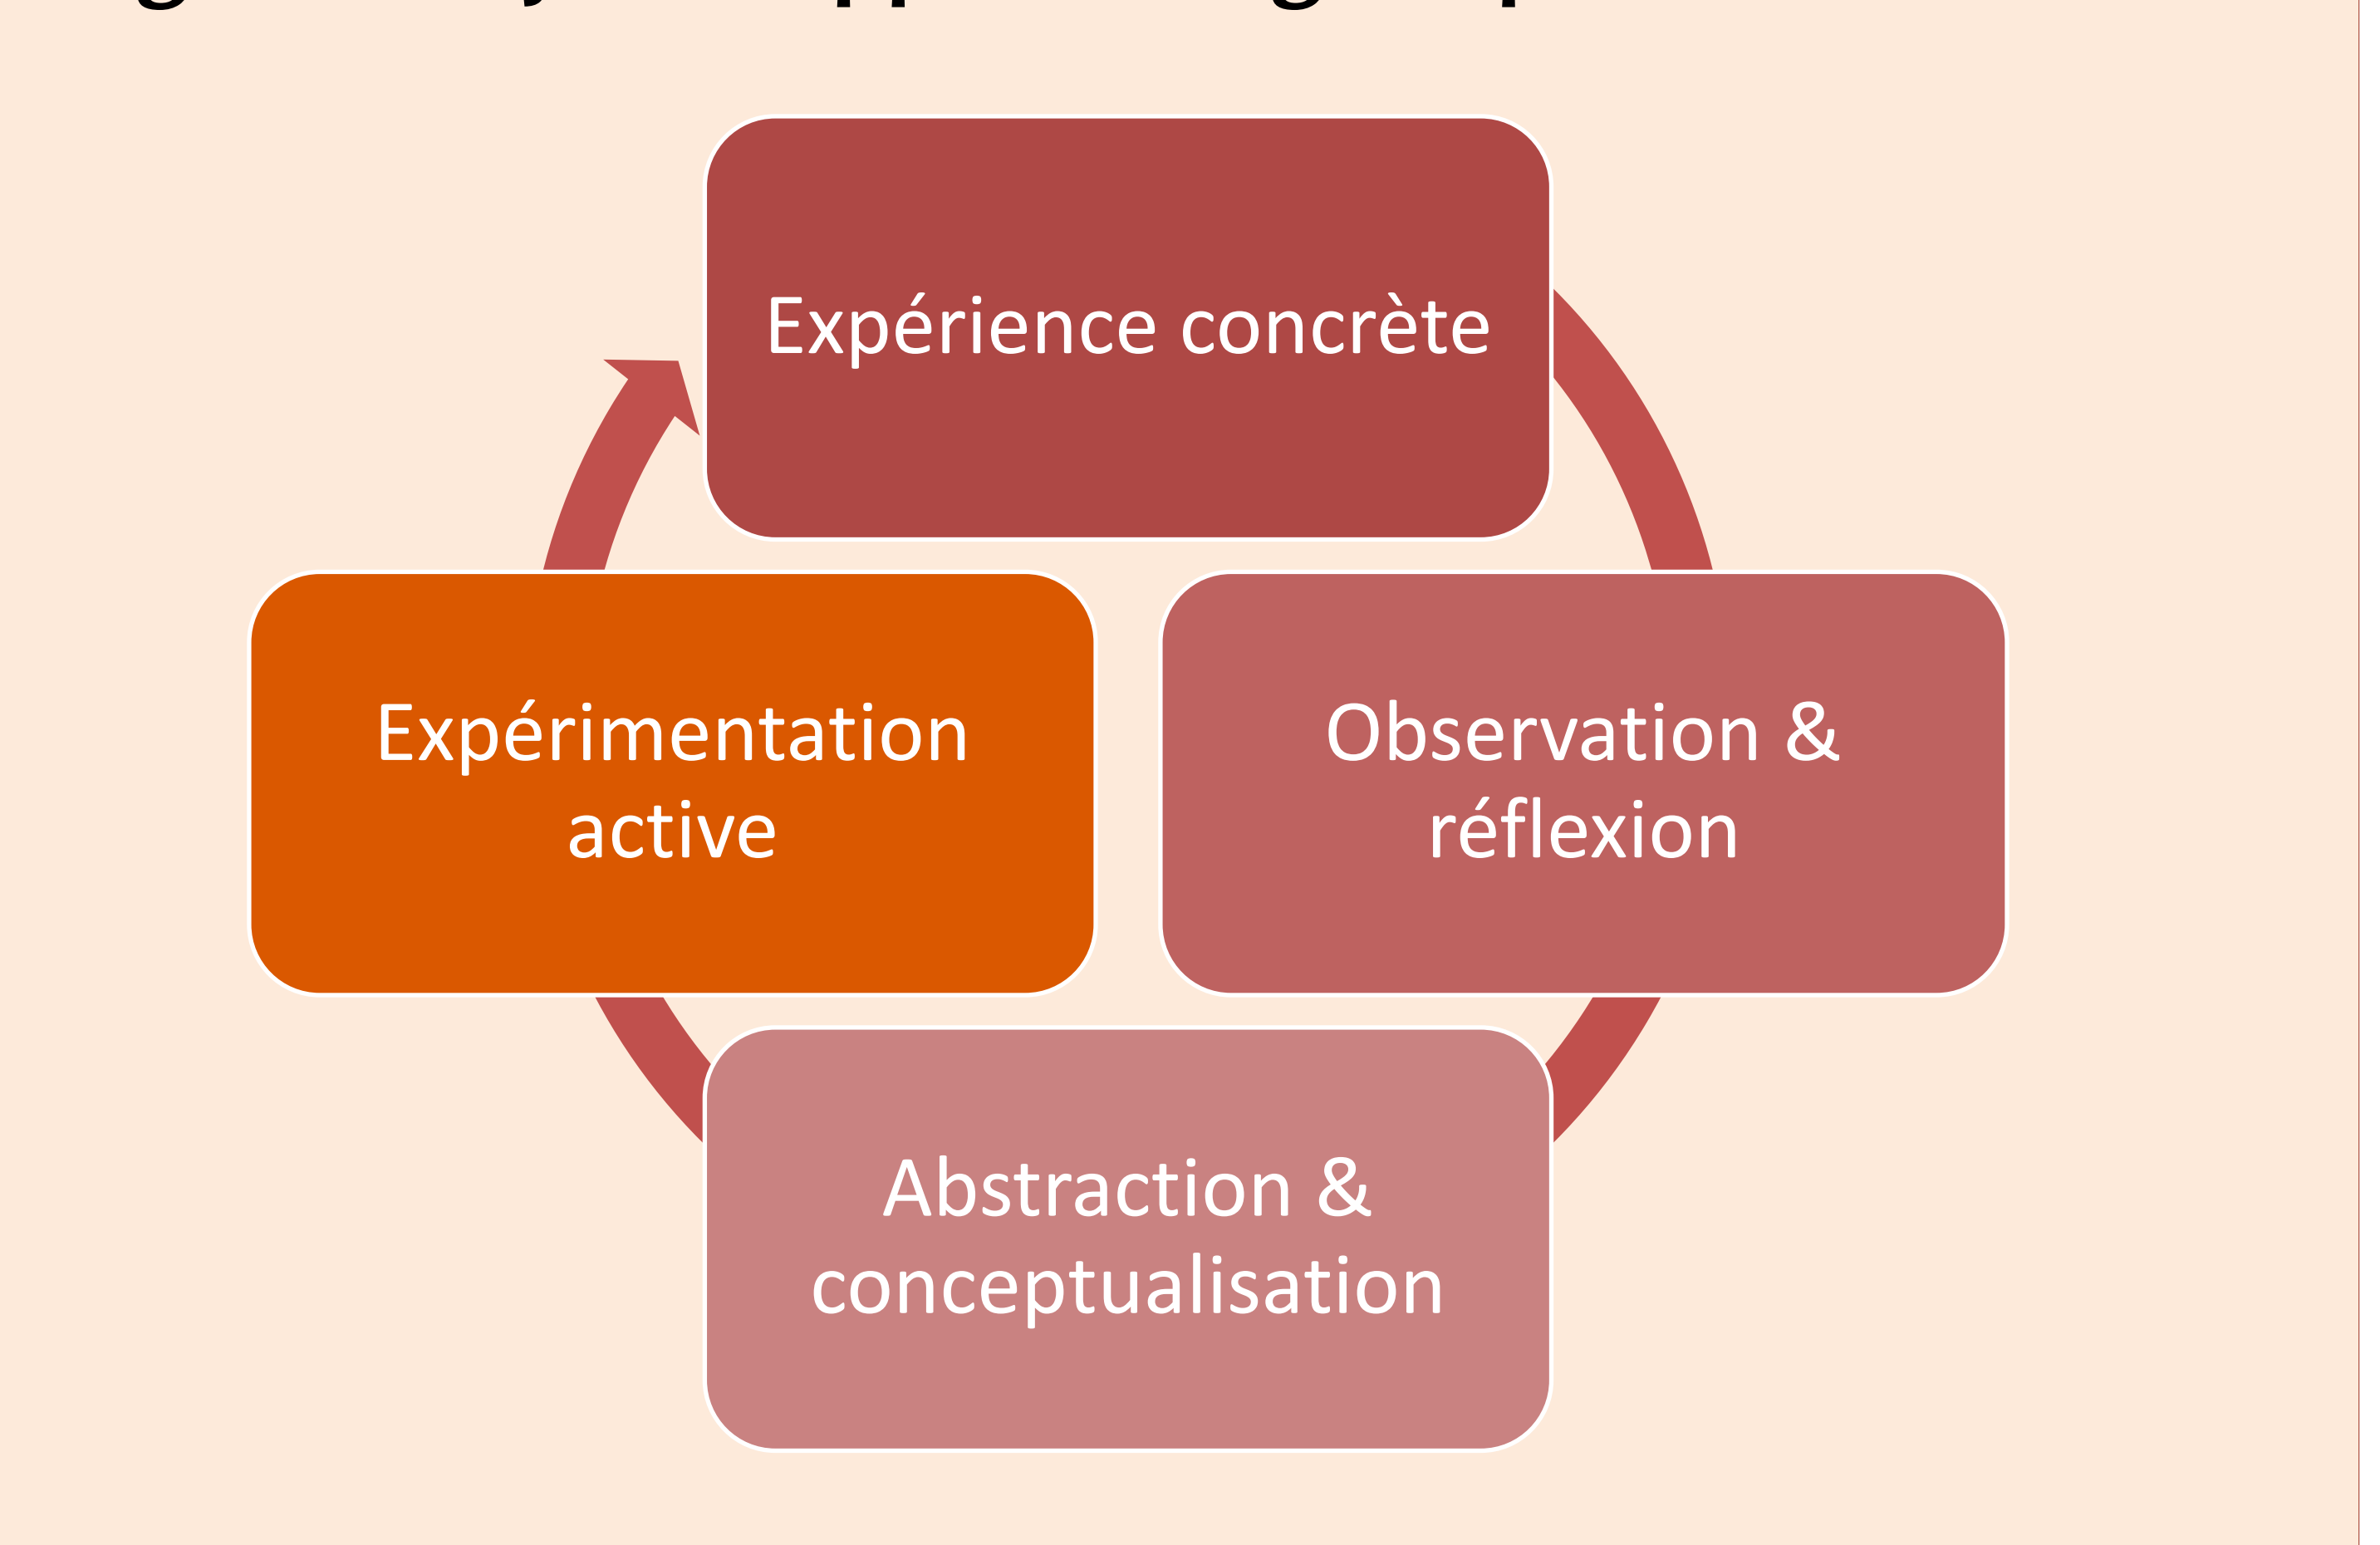 Expérience concrète
Expérimentation
active
Observation &
réflexion
Abstraction &
conceptualisation